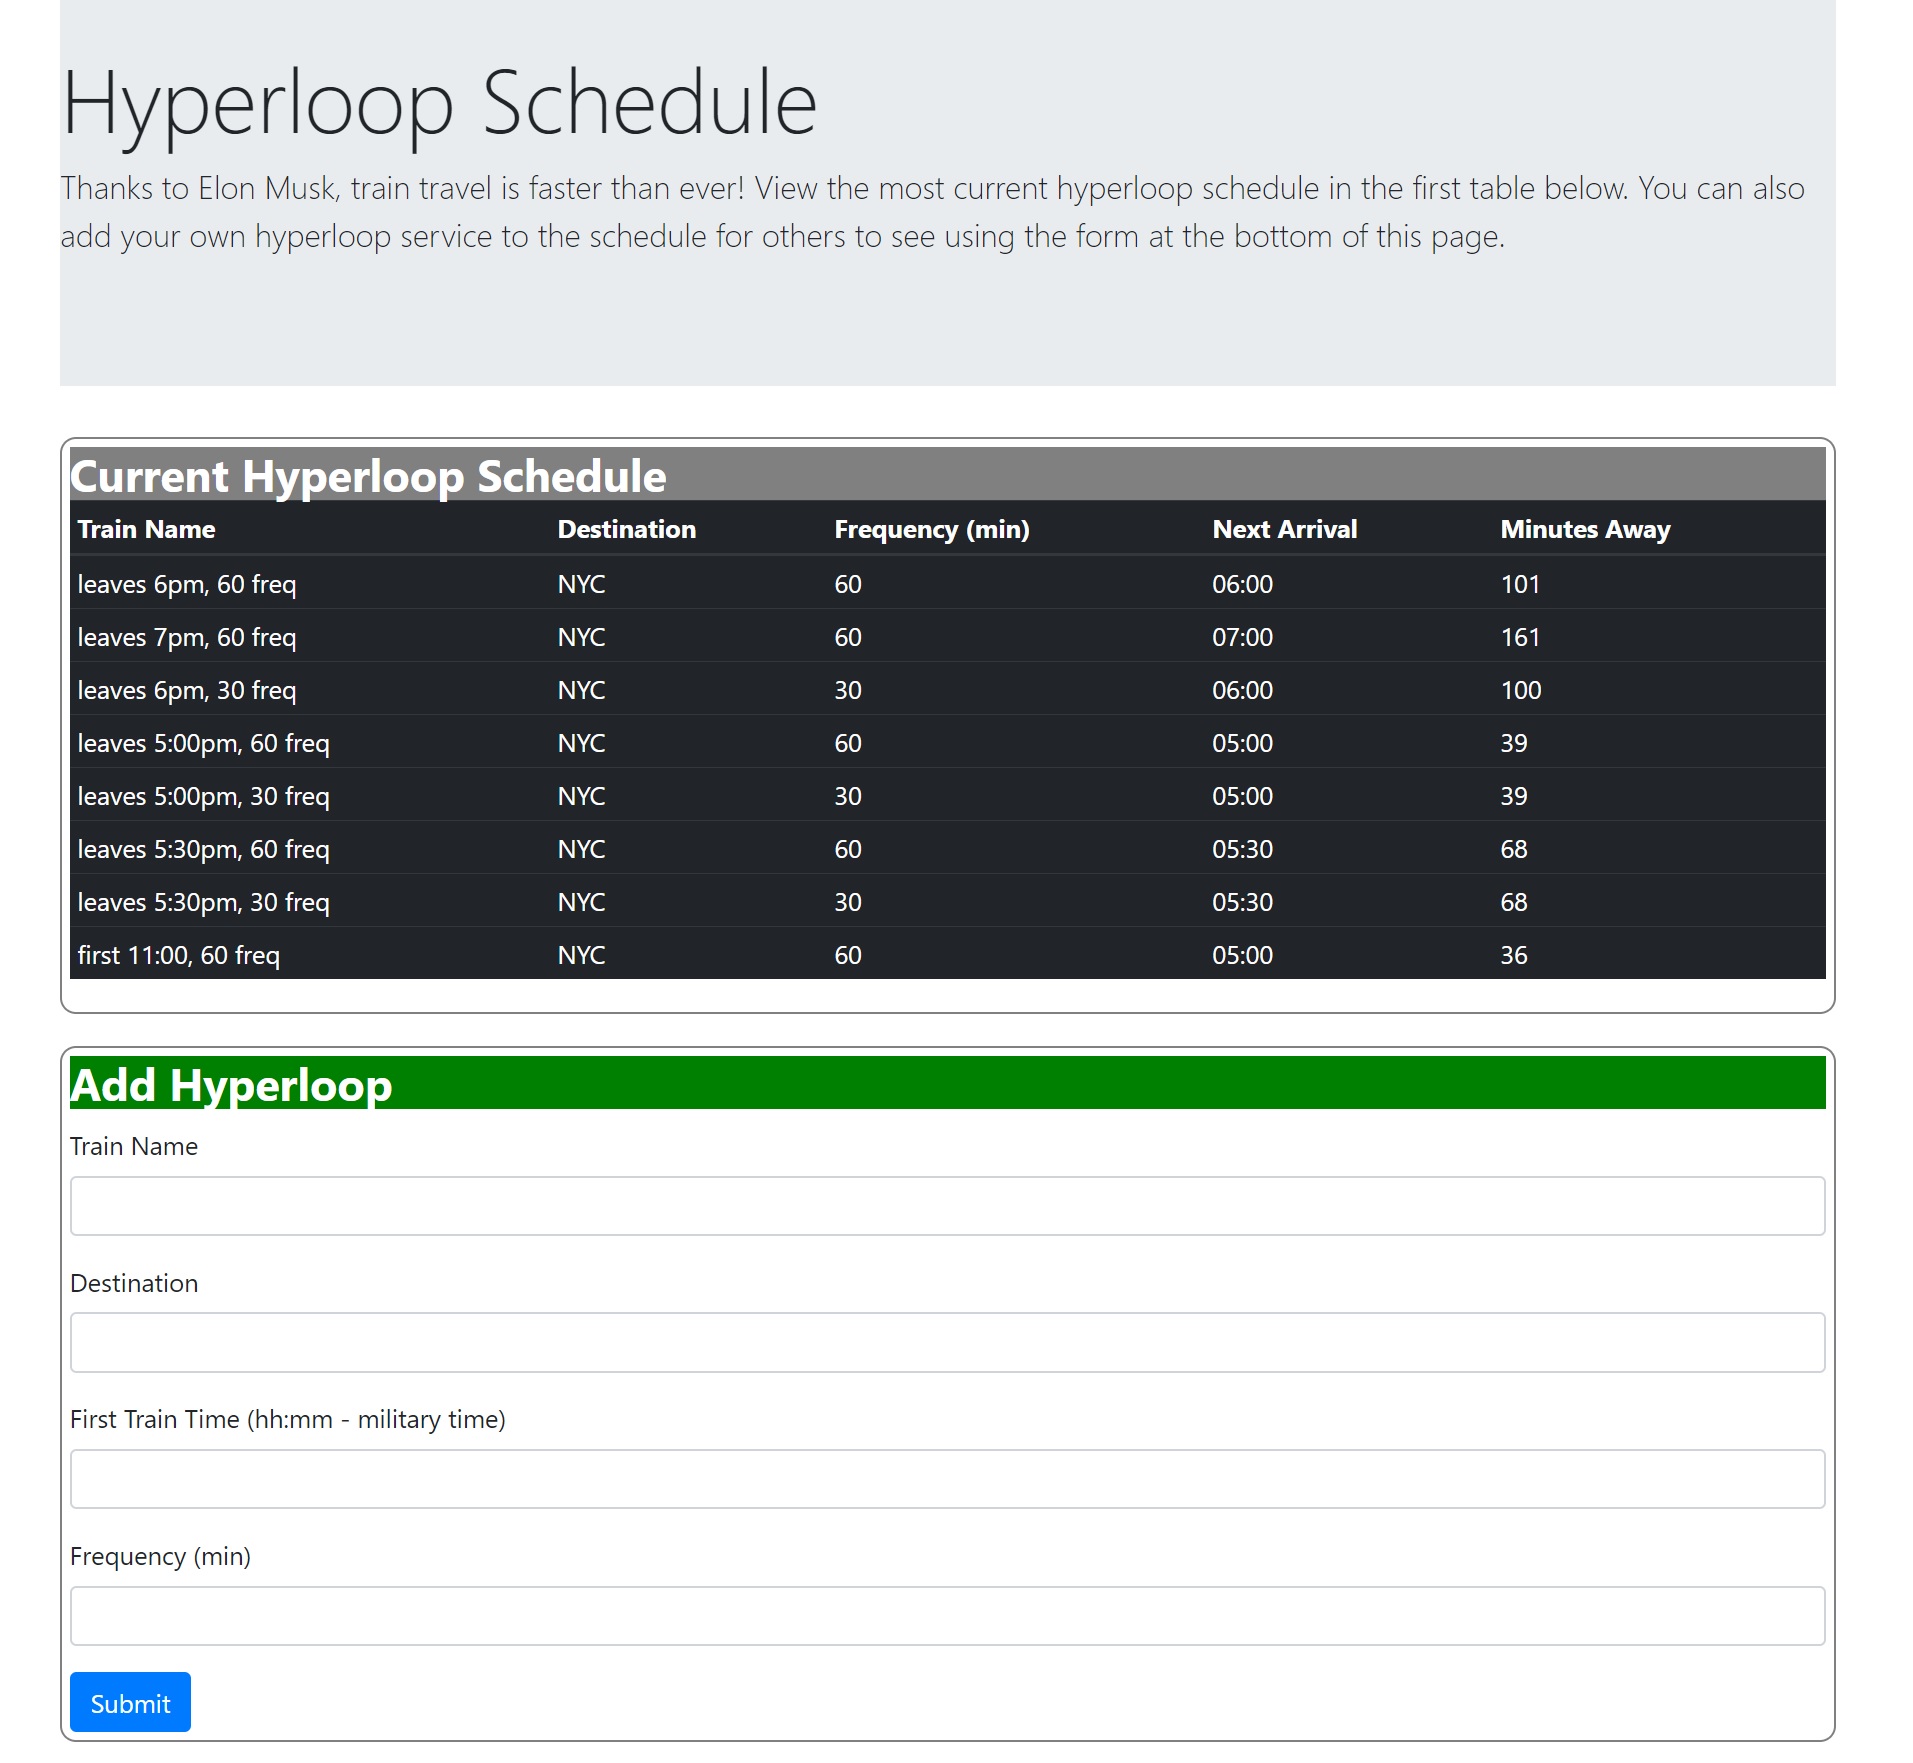 Hyperloop Schedule
Thanks to Elon Musk, train travel is faster than ever! View the most current hyperloop schedule in the first table below. You can also
add your own hyperloop service to the schedule for others to see using the form at the bottom of this page.
Current Hyperloop Schedule
Train Name Destination Frequency (min) Next Arrival Minutes Away
leaves 6pm, 60 freq NYC 60 06:00 101
leaves 7pm, 60 freq NYC 60 07:00 161
leaves 6pm, 30 freq NYC 30 06:00 100
leaves 5:00pm, 60 freq NYC 60 05:00 39
leaves 5:00pm, 30 freq NYC 30 05:00 39
leaves 5:30pm, 60 freq NYC 60 05:30 68
leaves 5:30pm, 30 freq NYC 30 05:30 68
first 11:00, 60 freq NYC 60 05:00 36
Add Hyperloop
Train Name
Destination
First Train Time (hh:mm - military time)
Frequency (min)
Submit